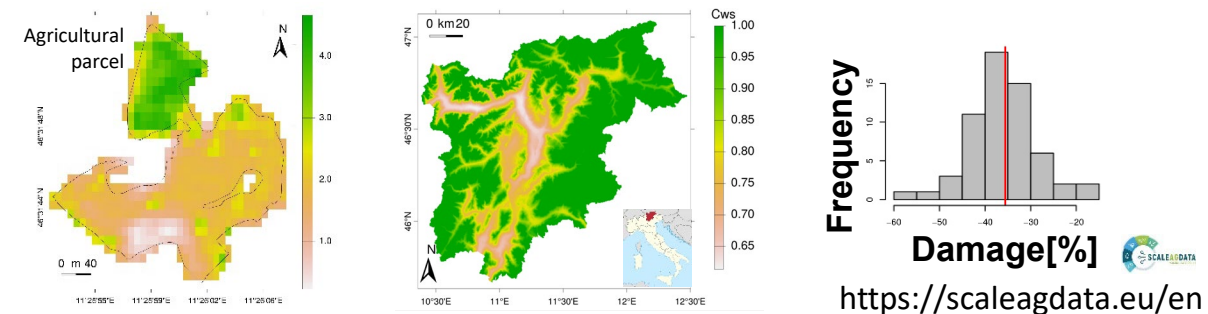 Agricultural
parcel
N
4.0
3.0
2.0
1.0
0 m 40
11°25'55"E 11°25'59"E 11°26'02"E 11°26'06"E
0 km20
Cws
1.00
0.95
0.90
0.85
0.80
0.75
0.70
0.65
47°N
46°30'N
46°N
N
10°30'E 11°E 11°30'E 12°E 12°30'E
Frequency
15
10
5
0
−60 −50 −40 −30 −20
Damage[%]
SCALEAGDATA
https://scaleagdata.eu/en